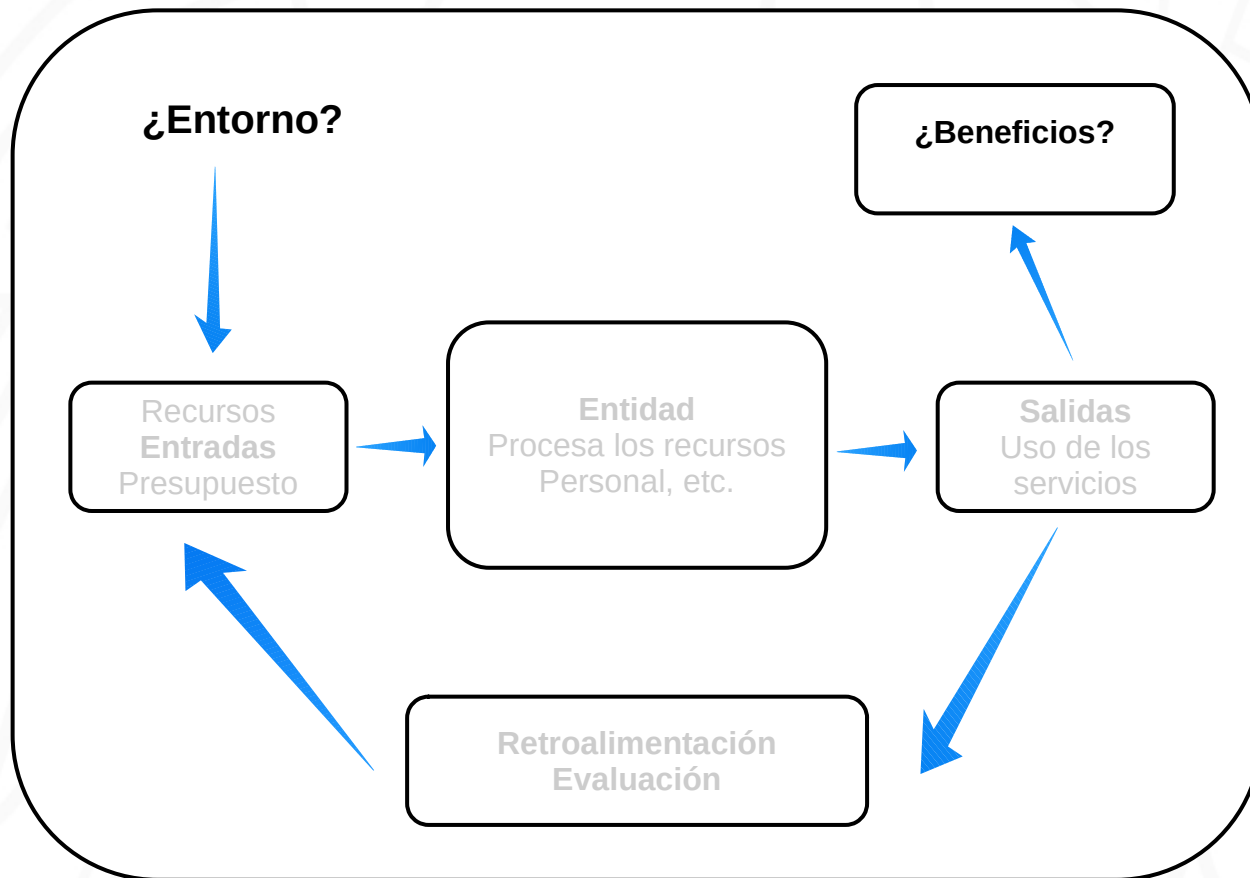 ¿Entorno?
¿Beneficios?
Recursos
Entradas
Presupuesto
Entidad
Procesa los recursos
Personal, etc.
Salidas
Uso de los
servicios
Retroalimentación
Evaluación